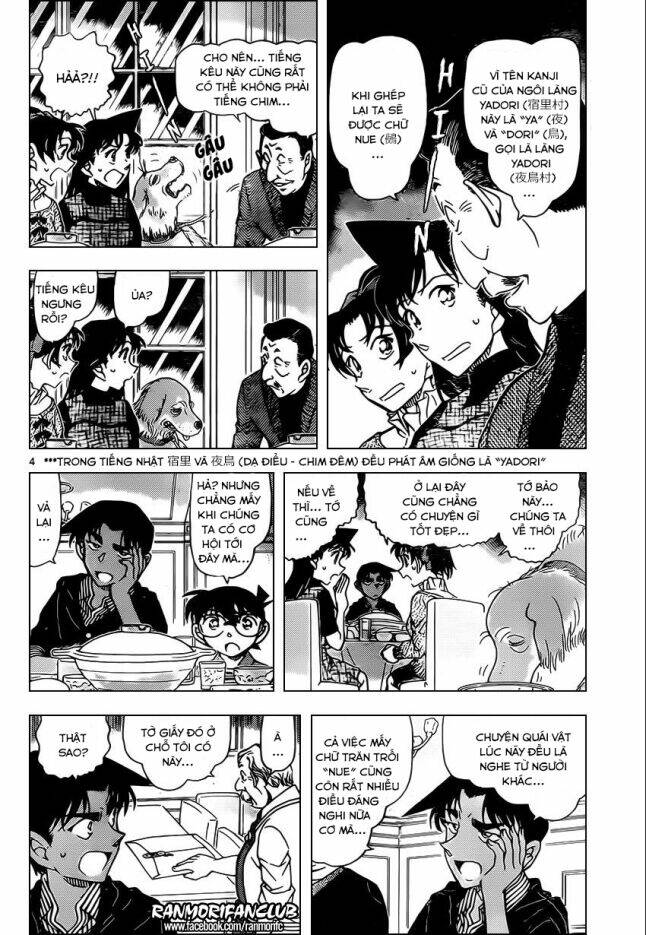 VÌ TÊN KANJI
CŨ CỦA NGÔI LÀNG
YADORI (宿里村)
NÀY LÀ "YA" (夜)
VÀ "DORI" (鳥),
GỌI LÀ LÀNG
YADORI
(夜鳥村)
...
KHI GHÉP
LẠI TA SẼ
ĐƯỢC CHỮ
NUE (鵺)
...
HIHIN
CHO NÊN... TIẾNG
KÊU NÀY CŨNG RẤT
CÓ THỂ KHÔNG PHẢI
TIẾNG CHIM...
HẢẢ?!!
GÂU
GÂU
ỦA?
TIẾNG KÊU
NGƯNG
RỒI?
4 ***TRONG TIẾNG NHẬT 宿里 VÀ 夜鳥 (DẠ ĐIỂU - CHIM ĐÊM) ĐỀU PHÁT ÂM GIỐNG LÀ "YADORI"
TỚ BẢO
NÀY...
CHÚNG TA
VỀ THÔI
...
Ở LẠI ĐÂY
CŨNG CHẲNG
CÓ CHUYỆN GÌ
TỐT ĐẸP...
NẾU VỀ
THÌ... TỚ
CŨNG
...
HẢ? NHƯNG
CHẲNG MẤY
KHI CHÚNG
TA CÓ CƠ
HỘI TỚI
ĐÂY MÀ...
VẢ
LẠI
...
CHUYỆN QUÁI VẬT
LÚC NÃY ĐỀU LÀ
NGHE TỪ NGƯỜI
KHÁC...
CẢ VIỆC MẤY
CHỮ TRĂN TRỐI
"NUE" CŨNG
CÒN RẤT NHIỀU
ĐIỀU ĐÁNG
NGHI NỮA
CƠ MÀ...
À
...
TỜ GIẤY ĐÓ Ở
CHỖ TÔI CÓ
NÀY...
THẬT
SAO?
RANMORIFANCLUB
www.facebook.com/ranmorifc